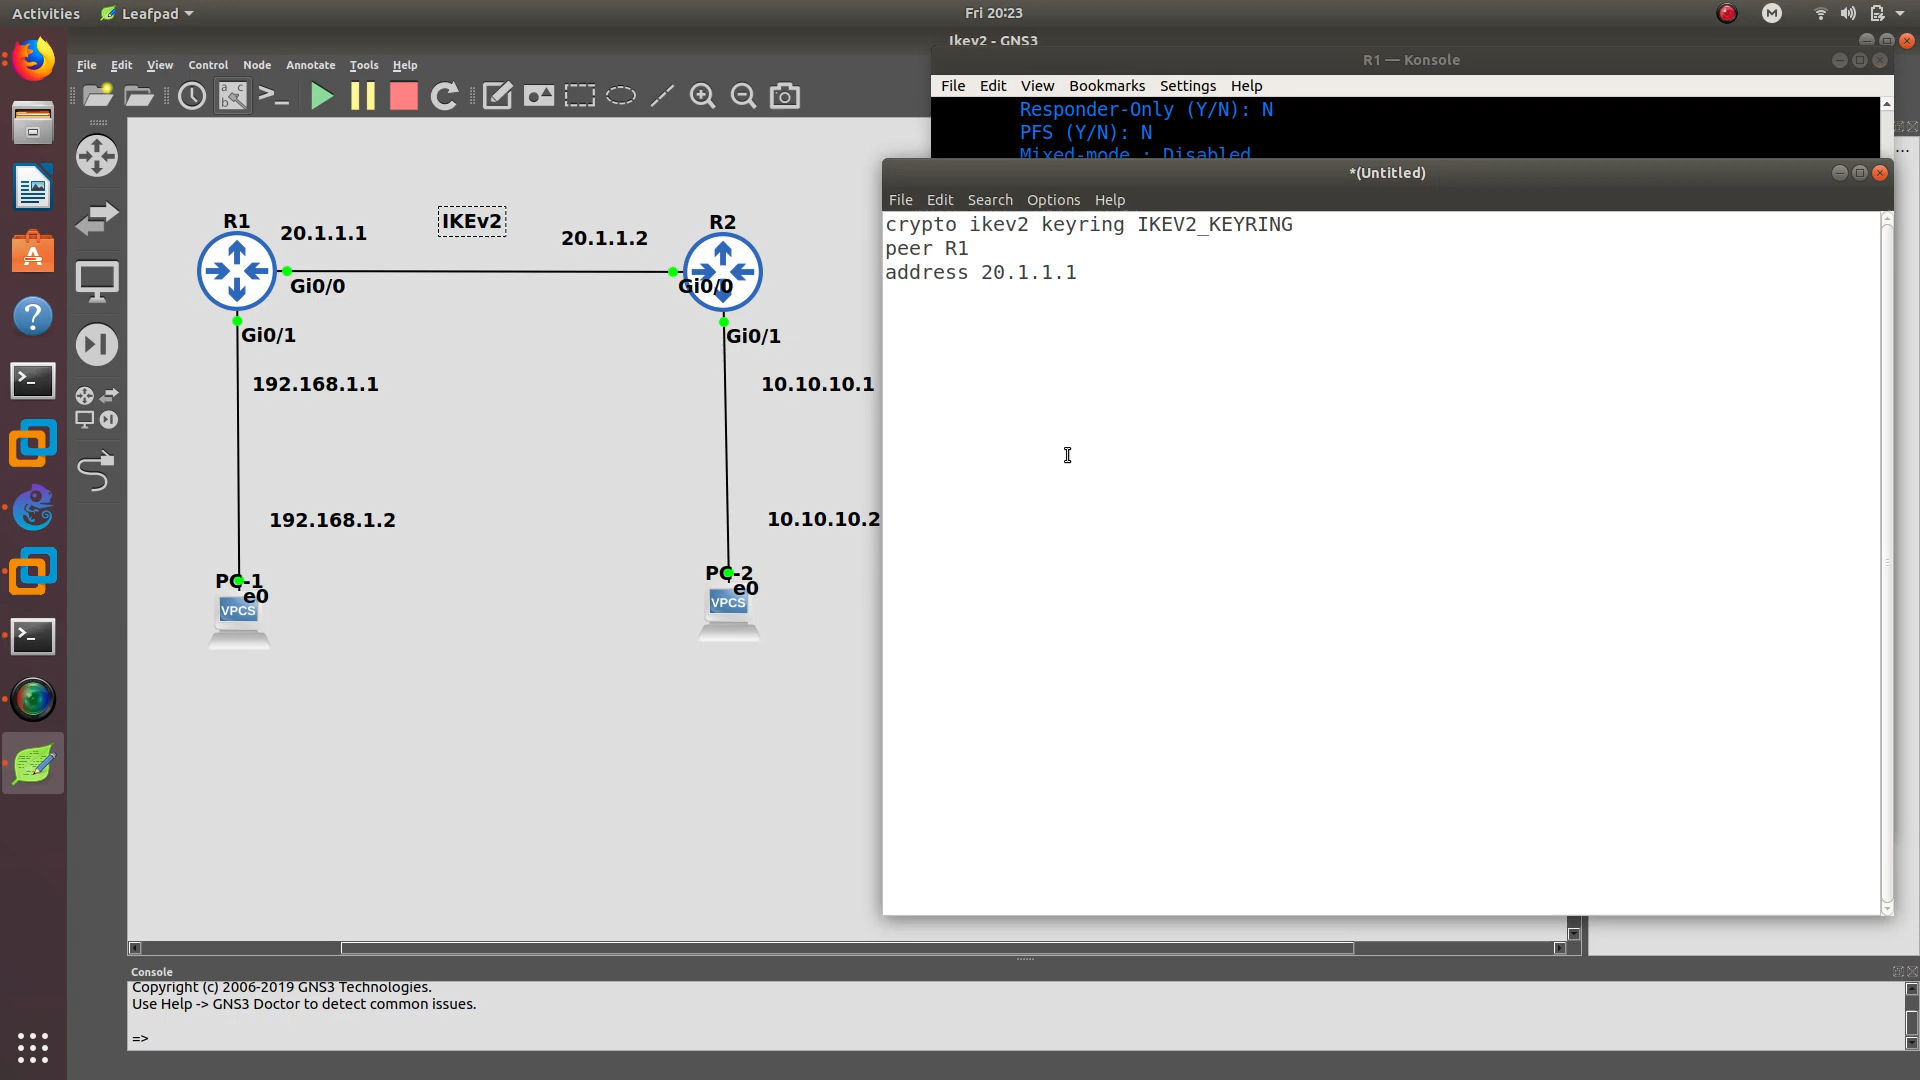 Activities
Leafpad
Fri 20:23
M
Ikev2 - GNS3
File Edit View Control Node Annotate Tools Help
R1 — Konsole
File Edit View Bookmarks Settings Help
Responder-Only (Y/N): N
PFS (Y/N): N
Mixed-mode : Disabled
*(Untitled)
File Edit Search Options Help
crypto ikev2 keyring IKEV2_KEYRING
peer R1
address 20.1.1.1
R1
20.1.1.1
IKEv2
20.1.1.2
R2
Gi0/0
Gi0/0
Gi0/1
Gi0/1
192.168.1.1
10.10.10.1
192.168.1.2
10.10.10.2
PC-1
e0
VPCS
PC-2
e0
VPCS
Console
Copyright (c) 2006-2019 GNS3 Technologies.
Use Help -> GNS3 Doctor to detect common issues.
=>